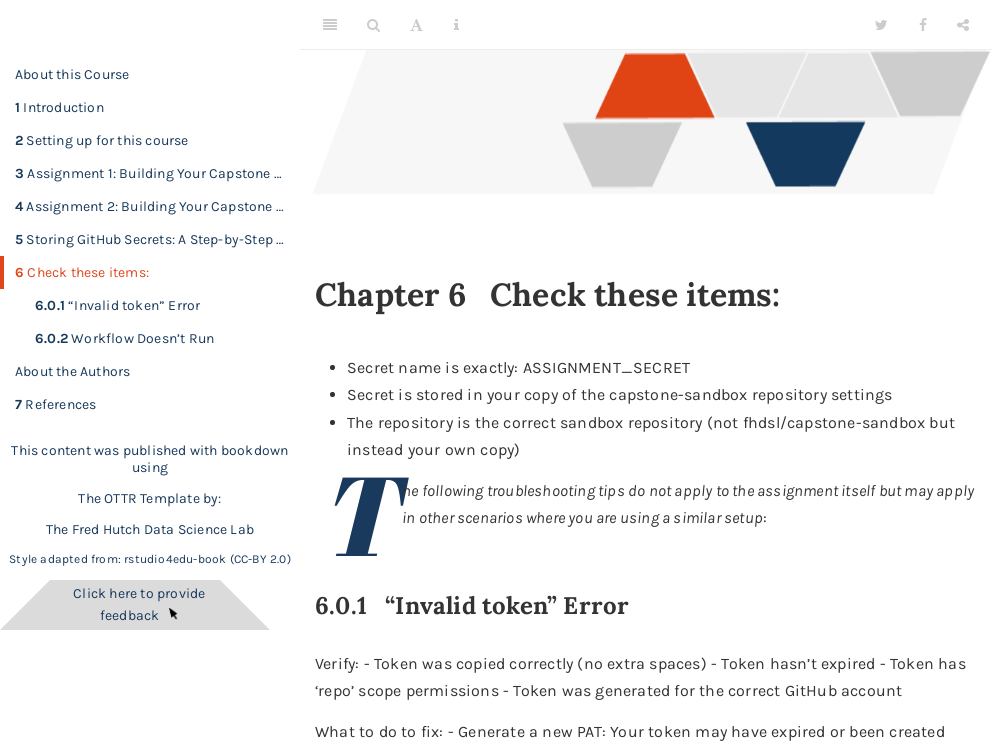 About this Course
1 Introduction
2 Setting up for this course
3 Assignment 1: Building Your Capstone ...
4 Assignment 2: Building Your Capstone ...
5 Storing GitHub Secrets: A Step-by-Step ...
6 Check these items:
6.0.1 “Invalid token” Error
6.0.2 Workflow Doesn’t Run
About the Authors
7 References
This content was published with bookdown
using
The OTTR Template by:
The Fred Hutch Data Science Lab
Style adapted from: rstudio4edu-book (CC-BY 2.0)
Click here to provide
feedback
A
Chapter 6 Check these items:
• Secret name is exactly: ASSIGNMENT_SECRET
• Secret is stored in your copy of the capstone-sandbox repository settings
• The repository is the correct sandbox repository (not fhdsl/capstone-sandbox but
instead your own copy)
The following troubleshooting tips do not apply to the assignment itself but may apply
in other scenarios where you are using a similar setup:
6.0.1 “Invalid token” Error
Verify: - Token was copied correctly (no extra spaces) - Token hasn’t expired - Token has
‘repo’ scope permissions - Token was generated for the correct GitHub account
What to do to fix: - Generate a new PAT: Your token may have expired or been created